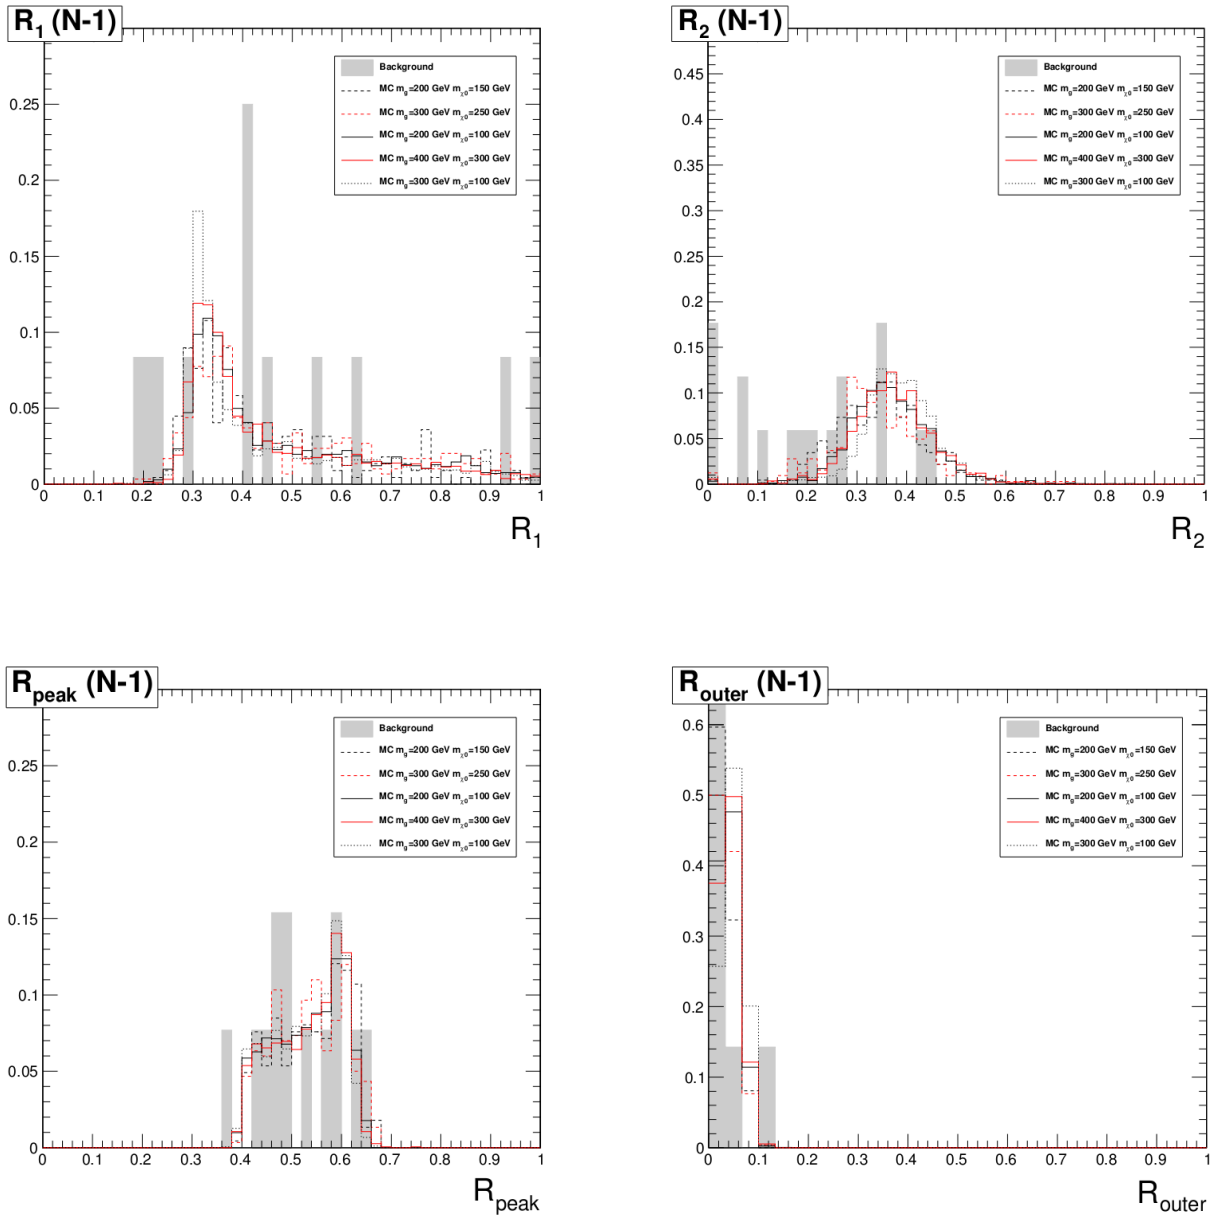 R1 (N-1)
Background
MC mg=200 GeV mχ0=150 GeV
MC mg=300 GeV mχ0=250 GeV
MC mg=200 GeV mχ0=100 GeV
MC mg=400 GeV mχ0=300 GeV
MC mg=300 GeV mχ0=100 GeV
0.25
0.2
0.15
0.1
0.05
0
0 0.1 0.2 0.3 0.4 0.5 0.6 0.7 0.8 0.9 1
R1
R2 (N-1)
Background
MC mg=200 GeV mχ0=150 GeV
MC mg=300 GeV mχ0=250 GeV
MC mg=200 GeV mχ0=100 GeV
MC mg=400 GeV mχ0=300 GeV
MC mg=300 GeV mχ0=100 GeV
0.45
0.4
0.35
0.3
0.25
0.2
0.15
0.1
0.05
0
0 0.1 0.2 0.3 0.4 0.5 0.6 0.7 0.8 0.9 1
R2
Rpeak (N-1)
Background
MC mg=200 GeV mχ0=150 GeV
MC mg=300 GeV mχ0=250 GeV
MC mg=200 GeV mχ0=100 GeV
MC mg=400 GeV mχ0=300 GeV
MC mg=300 GeV mχ0=100 GeV
0.25
0.2
0.15
0.1
0.05
0
0 0.1 0.2 0.3 0.4 0.5 0.6 0.7 0.8 0.9 1
Rpeak
Router (N-1)
Background
MC mg=200 GeV mχ0=150 GeV
MC mg=300 GeV mχ0=250 GeV
MC mg=200 GeV mχ0=100 GeV
MC mg=400 GeV mχ0=300 GeV
MC mg=300 GeV mχ0=100 GeV
0.6
0.5
0.4
0.3
0.2
0.1
0
0 0.1 0.2 0.3 0.4 0.5 0.6 0.7 0.8 0.9 1
Router